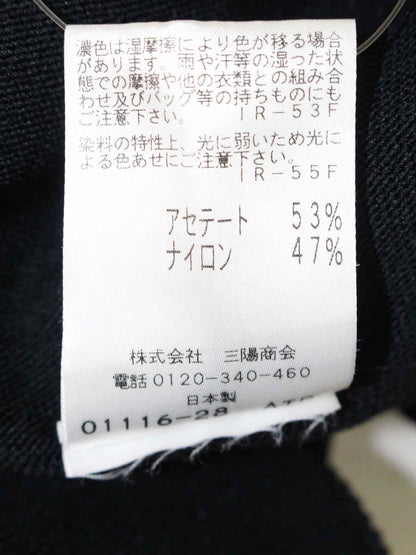 濃色は湿摩擦により色が移る場合
があります。雨や汗等の湿った状
態での摩擦や他の衣類との組み合
わせ及びバッグ等の持ちものにも
ご注意下さい。 IR-53F
染料の特性上、光に弱いため光に
よる色あせにご注意下さい。
IR-55F
アセテート 53%
ナイロン 47%
株式会社 三陽商会
電話 0120-340-460
日本製
01116-28